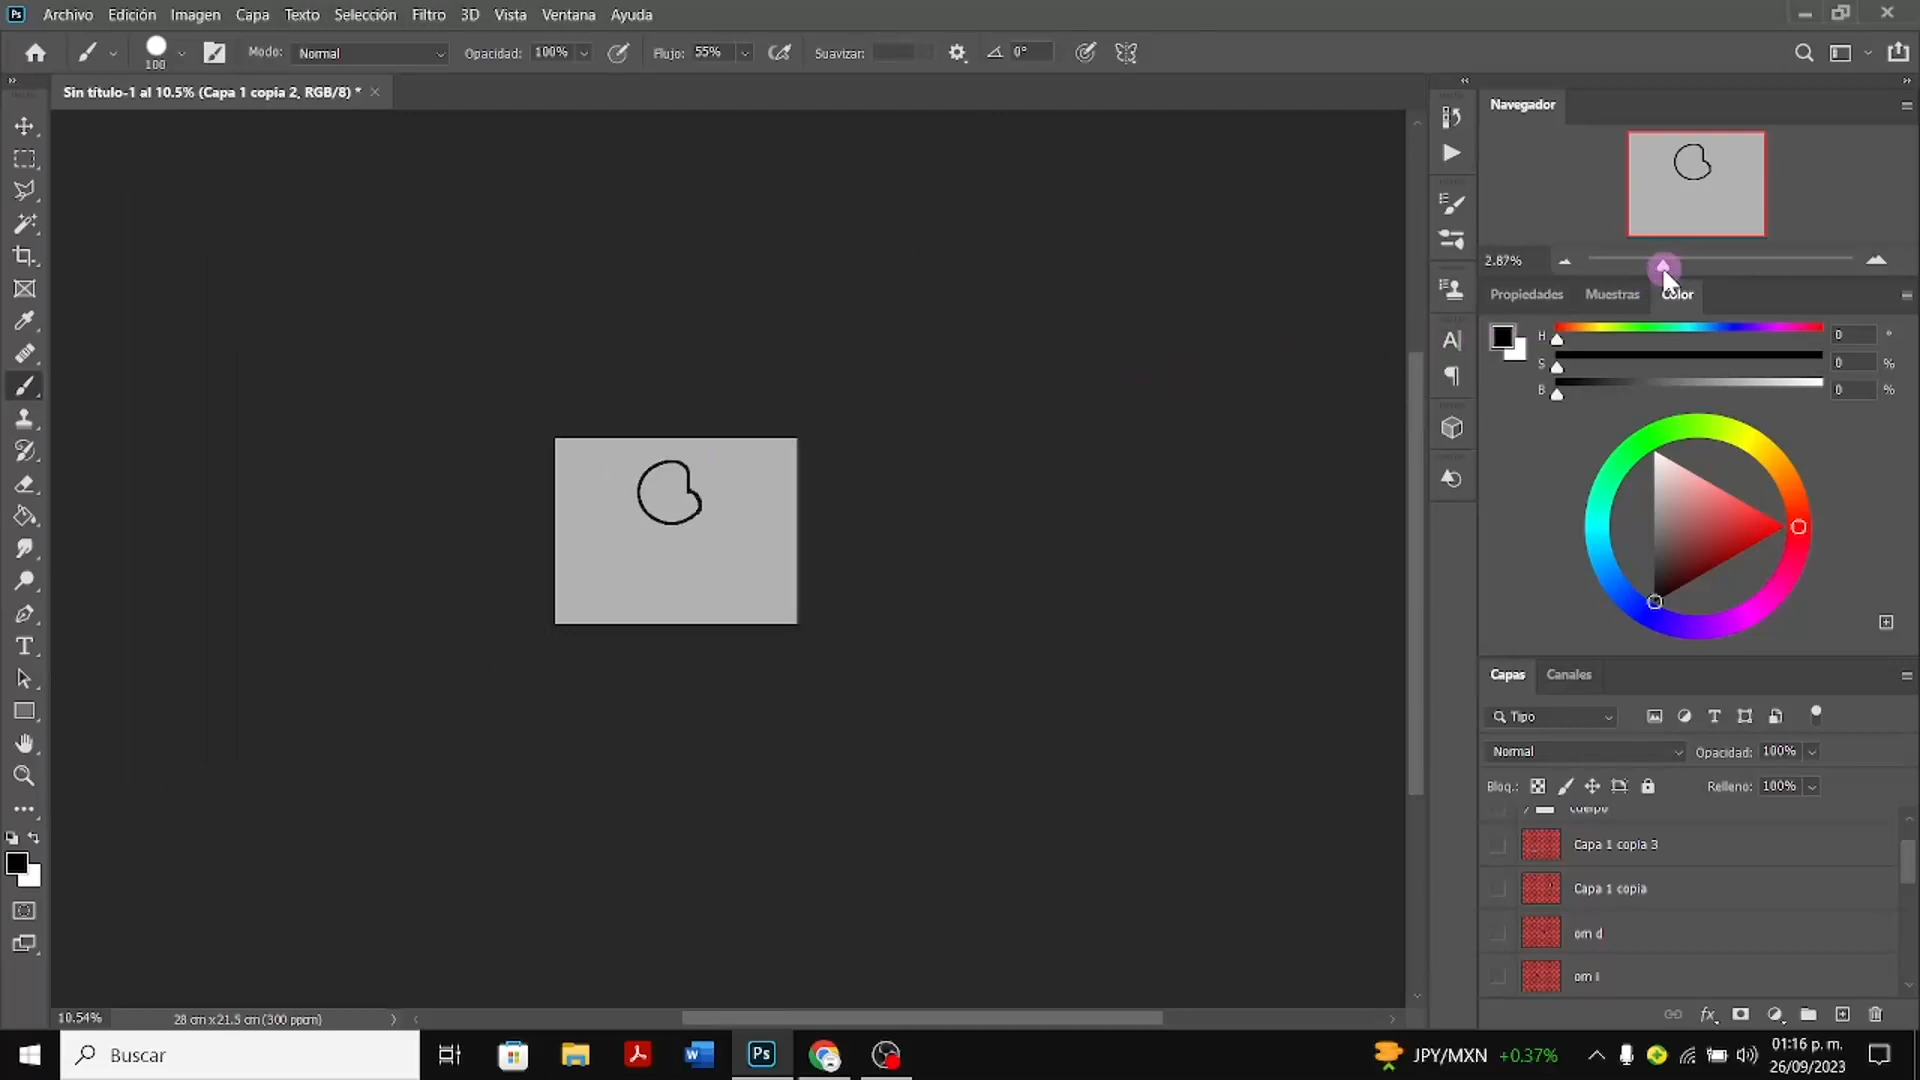 Ps Archivo Edición Imagen Capa Texto Selección Filtro 3D Vista Ventana Ayuda
100 Modo: Normal Opacidad: 100% Flujo: 55% Suavizar: 0°
Sin título-1 al 10.5% (Capa 1 copia 2, RGB/8) *
Navegador
2.87%
Propiedades Muestras Color
H 0 °
S 0 %
B 0 %
Capas Canales
Tipo
Normal Opacidad: 100%
Bloq.: Relleno: 100%
cuerpo
Capa 1 copia 3
Capa 1 copia
om d
om i
10.54% 28 cm x 21.5 cm (300 ppcm)
Buscar
JPY/MXN +0.37%
01:16 p. m.
26/09/2023